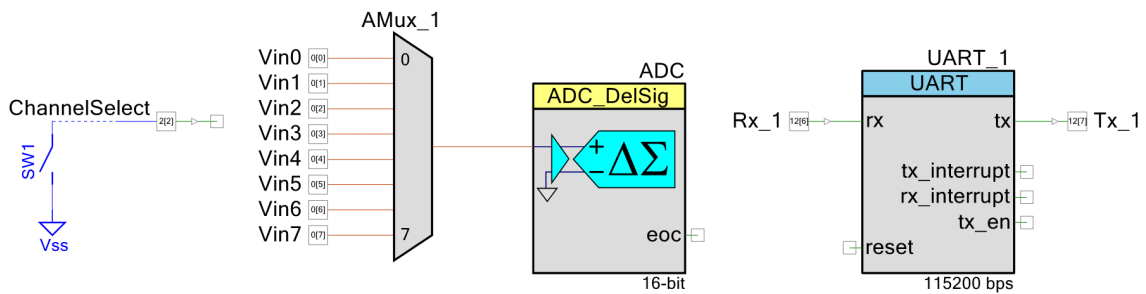 ChannelSelect
2[2]
SW1
Vss
AMux_1
Vin0 0[0]
Vin1 0[1]
Vin2 0[2]
Vin3 0[3]
Vin4 0[4]
Vin5 0[5]
Vin6 0[6]
Vin7 0[7]
0
7
ADC
ADC_DelSig
+
−
ΔΣ
eoc
16-bit
UART_1
UART
Rx_1 12[6]
rx
tx
12[7] Tx_1
tx_interrupt
rx_interrupt
tx_en
reset
115200 bps